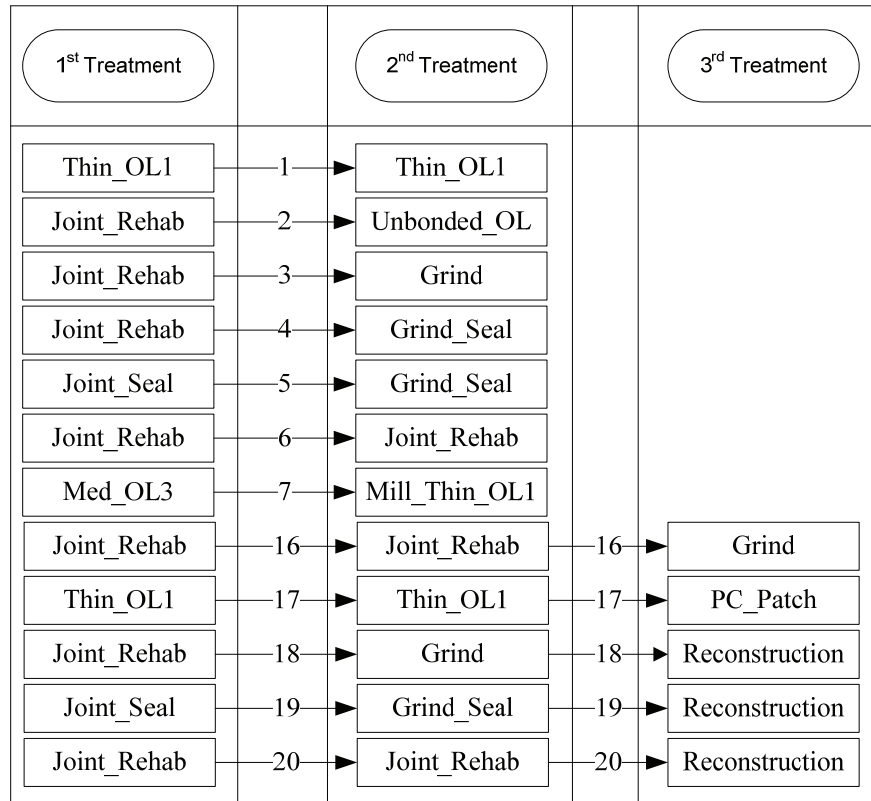 1st Treatment 2nd Treatment 3rd Treatment
Thin_OL1 1 Thin_OL1
Joint_Rehab 2 Unbonded_OL
Joint_Rehab 3 Grind
Joint_Rehab 4 Grind_Seal
Joint_Seal 5 Grind_Seal
Joint_Rehab 6 Joint_Rehab
Med_OL3 7 Mill_Thin_OL1
Joint_Rehab 16 Joint_Rehab 16 Grind
Thin_OL1 17 Thin_OL1 17 PC_Patch
Joint_Rehab 18 Grind 18 Reconstruction
Joint_Seal 19 Grind_Seal 19 Reconstruction
Joint_Rehab 20 Joint_Rehab 20 Reconstruction